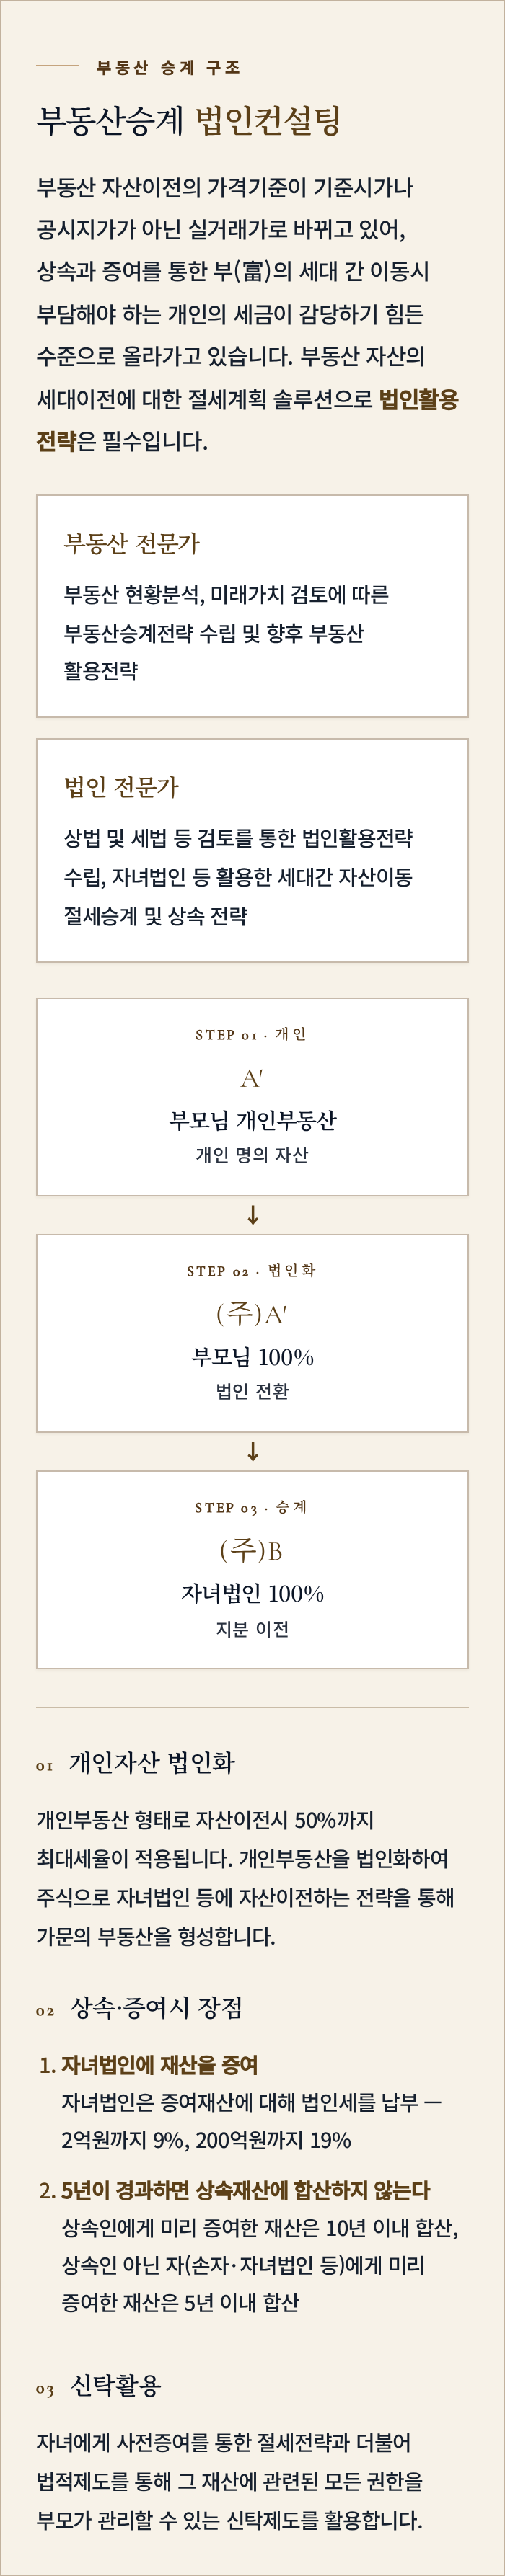 부동산 승계 구조
부동산승계 법인컨설팅
부동산 자산이전의 가격기준이 기준시가나
공시지가가 아닌 실거래가로 바뀌고 있어,
상속과 증여를 통한 부(富)의 세대 간 이동시
부담해야 하는 개인의 세금이 감당하기 힘든
수준으로 올라가고 있습니다. 부동산 자산의
세대이전에 대한 절세계획 솔루션으로 법인활용
전략은 필수입니다.
부동산 전문가
부동산 현황분석, 미래가치 검토에 따른
부동산승계전략 수립 및 향후 부동산
활용전략
법인 전문가
상법 및 세법 등 검토를 통한 법인활용전략
수립, 자녀법인 등 활용한 세대간 자산이동
절세승계 및 상속 전략
STEP 01 · 개인
A′
부모님 개인부동산
개인 명의 자산
↓
STEP 02 · 법인화
(주)A′
부모님 100%
법인 전환
↓
STEP 03 · 승계
(주)B
자녀법인 100%
지분 이전
01 개인자산 법인화
개인부동산 형태로 자산이전시 50%까지
최대세율이 적용됩니다. 개인부동산을 법인화하여
주식으로 자녀법인 등에 자산이전하는 전략을 통해
가문의 부동산을 형성합니다.
02 상속·증여시 장점
1. 자녀법인에 재산을 증여
자녀법인은 증여재산에 대해 법인세를 납부 —
2억원까지 9%, 200억원까지 19%
2. 5년이 경과하면 상속재산에 합산하지 않는다
상속인에게 미리 증여한 재산은 10년 이내 합산,
상속인 아닌 자(손자·자녀법인 등)에게 미리
증여한 재산은 5년 이내 합산
03 신탁활용
자녀에게 사전증여를 통한 절세전략과 더불어
법적제도를 통해 그 재산에 관련된 모든 권한을
부모가 관리할 수 있는 신탁제도를 활용합니다.